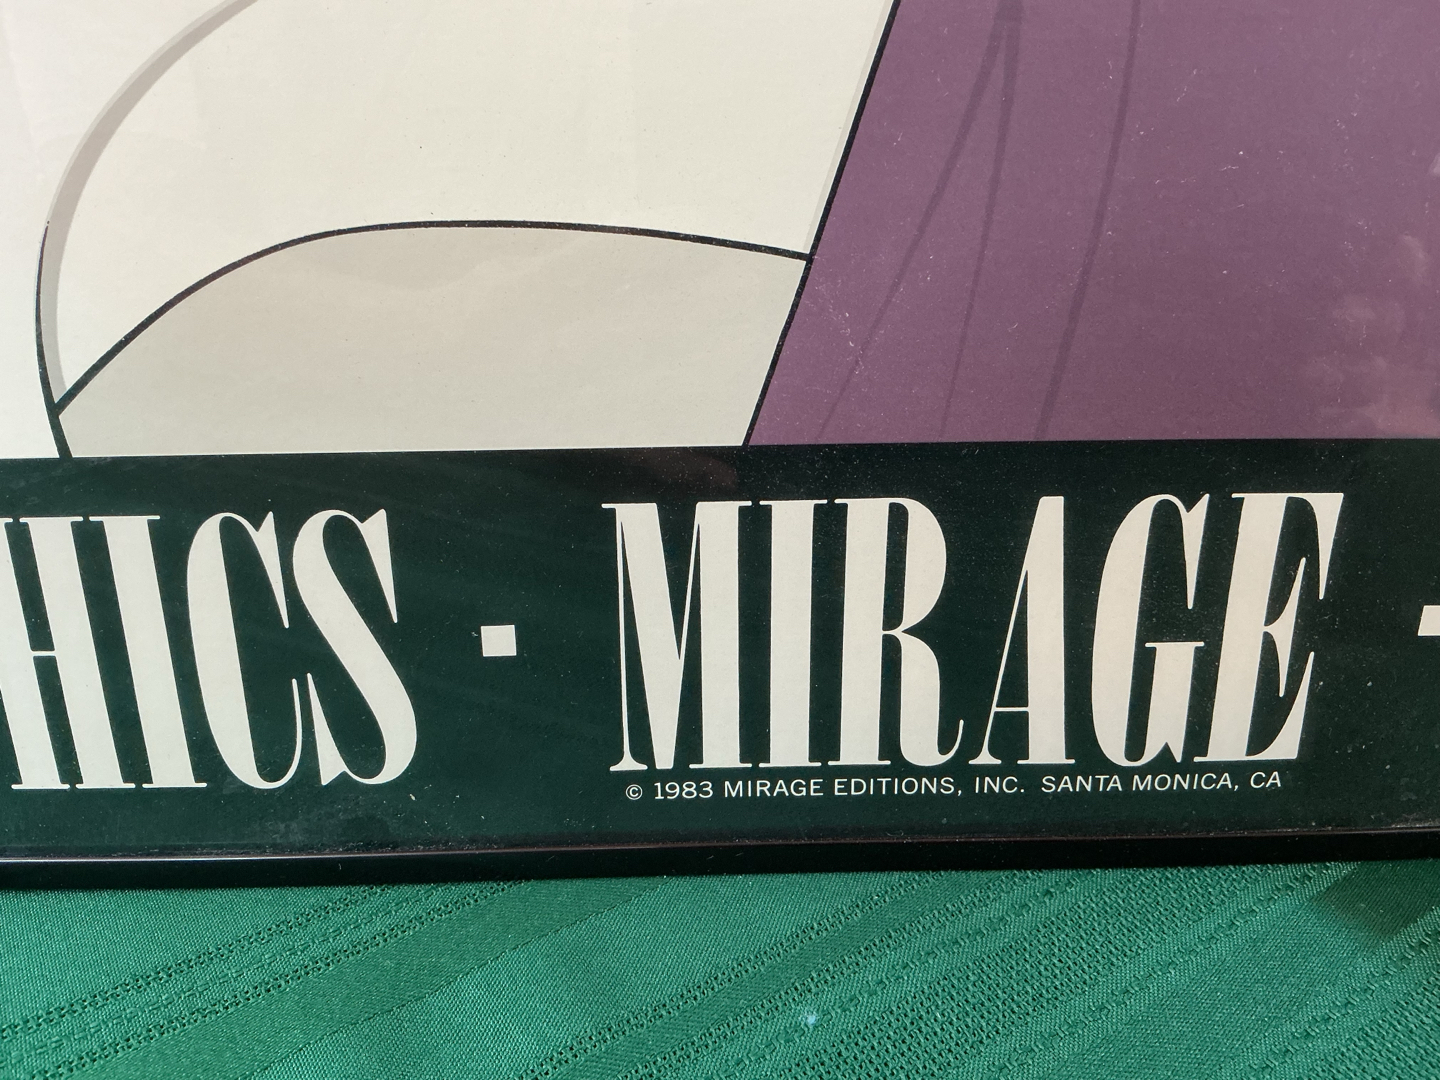 HICS ▪ MIRAGE ▪
© 1983 MIRAGE EDITIONS, INC. SANTA MONICA, CA